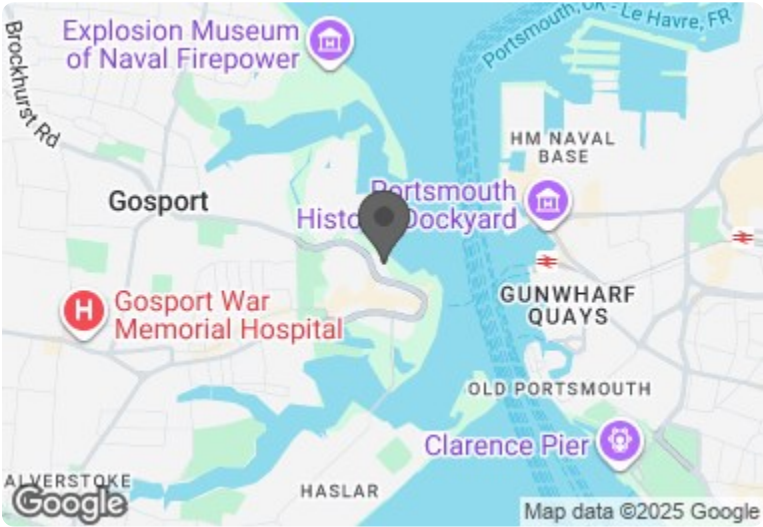 Explosion Museum
of Naval Firepower
Portsmouth, UK - Le Havre, FR
Brockhurst Rd
HM NAVAL
BASE
Gosport
Portsmouth
Historic Dockyard
H
Gosport War
Memorial Hospital
GUNWHARF
QUAYS
OLD PORTSMOUTH
Clarence Pier
ALVERSTOKE
HASLAR
Google
Map data ©2025 Google